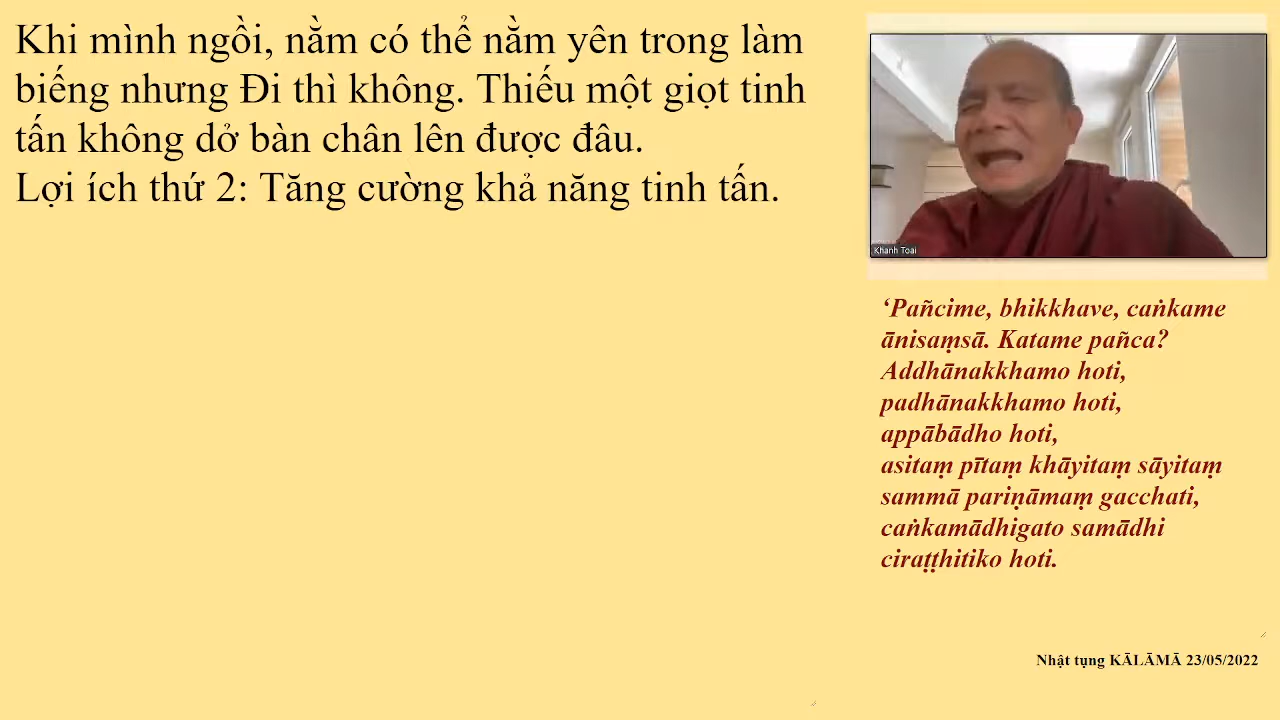 Khi mình ngồi, nằm có thể nằm yên trong làm
biếng nhưng Đi thì không. Thiếu một giọt tinh
tấn không dở bàn chân lên được đâu.
Lợi ích thứ 2: Tăng cường khả năng tinh tấn.
Khanh Toai
‘Pañcime, bhikkhave, caṅkame
ānisaṃsā. Katame pañca?
Addhānakkhamo hoti,
padhānakkhamo hoti,
appābādho hoti,
asitaṃ pītaṃ khāyitaṃ sāyitaṃ
sammā pariṇāmaṃ gacchati,
caṅkamādhigato samādhi
ciraṭṭhitiko hoti.
Nhật tụng KĀLĀMĀ 23/05/2022